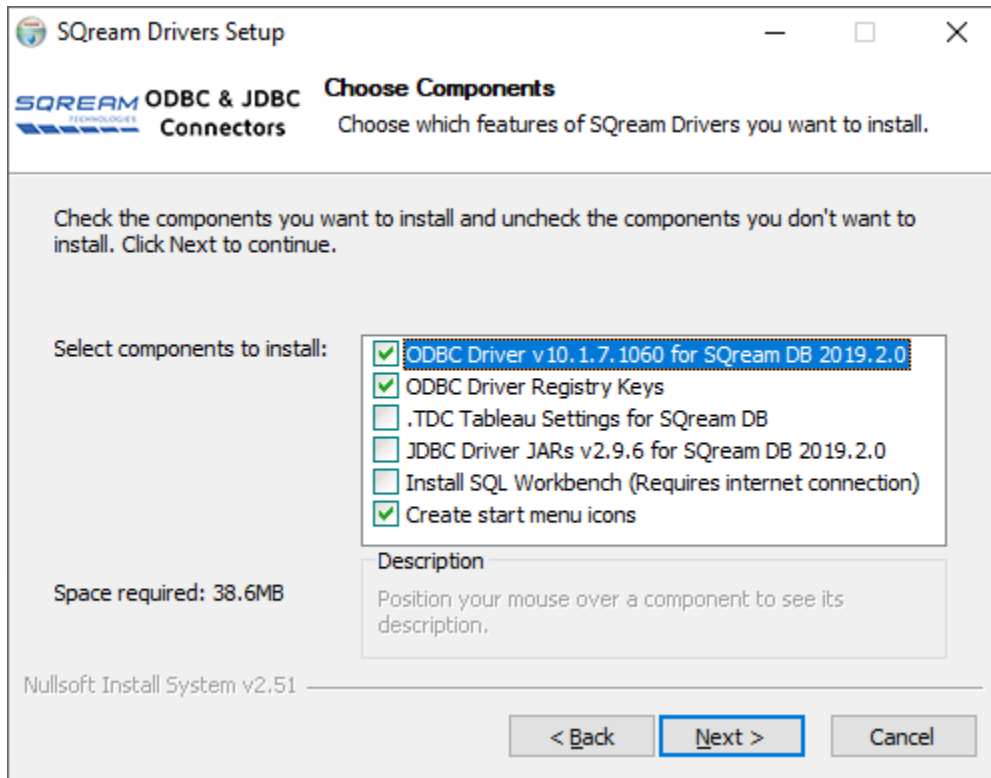 SQream Drivers Setup
SQREAM ODBC & JDBC
TECHNOLOGIES
Connectors
Choose Components
Choose which features of SQream Drivers you want to install.
Check the components you want to install and uncheck the components you don't want to
install. Click Next to continue.
Select components to install:
ODBC Driver v10.1.7.1060 for SQream DB 2019.2.0
ODBC Driver Registry Keys
.TDC Tableau Settings for SQream DB
JDBC Driver JARs v2.9.6 for SQream DB 2019.2.0
Install SQL Workbench (Requires internet connection)
Create start menu icons
Space required: 38.6MB
Description
Position your mouse over a component to see its
description.
Nullsoft Install System v2.51
< Back
Next >
Cancel